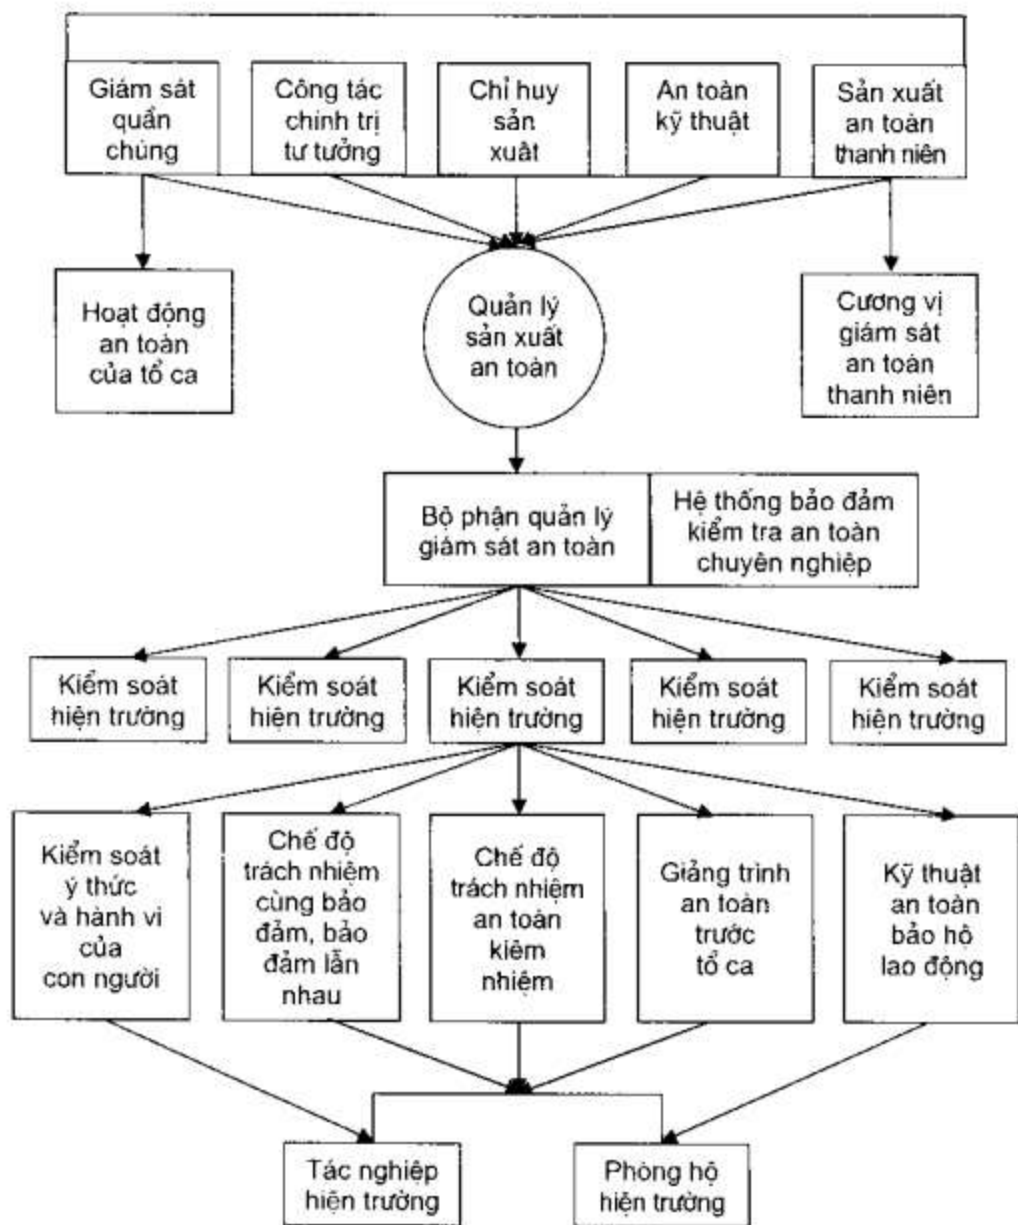 Giám sát
quần
chúng
Công tác
chính trị
tư tưởng
Chỉ huy
sản
xuất
An toàn
kỹ thuật
Sản xuất
an toàn
thanh niên
Hoạt động
an toàn
của tổ ca
Quản lý
sản xuất
an toàn
Cương vị
giám sát
an toàn
thanh niên
Bộ phận quản lý
giám sát an toàn
Hệ thống bảo đảm
kiểm tra an toàn
chuyên nghiệp
Kiểm soát
hiện trường
Kiểm soát
hiện trường
Kiểm soát
hiện trường
Kiểm soát
hiện trường
Kiểm soát
hiện trường
Kiểm soát
ý thức
và hành vi
của
con người
Chế độ
trách nhiệm
cùng bảo
đảm, bảo
đảm lẫn
nhau
Chế độ
trách nhiệm
an toàn
kiêm
nhiệm
Giảng trình
an toàn
trước
tổ ca
Kỹ thuật
an toàn
bảo hộ
lao động
Tác nghiệp
hiện trường
Phòng hộ
hiện trường